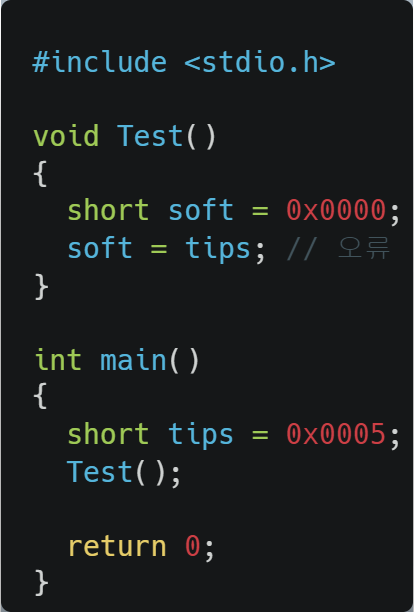 #include <stdio.h>
void Test()
{
short soft = 0x0000;
soft = tips; // 오류
}
int main()
{
short tips = 0x0005;
Test();
return 0;
}